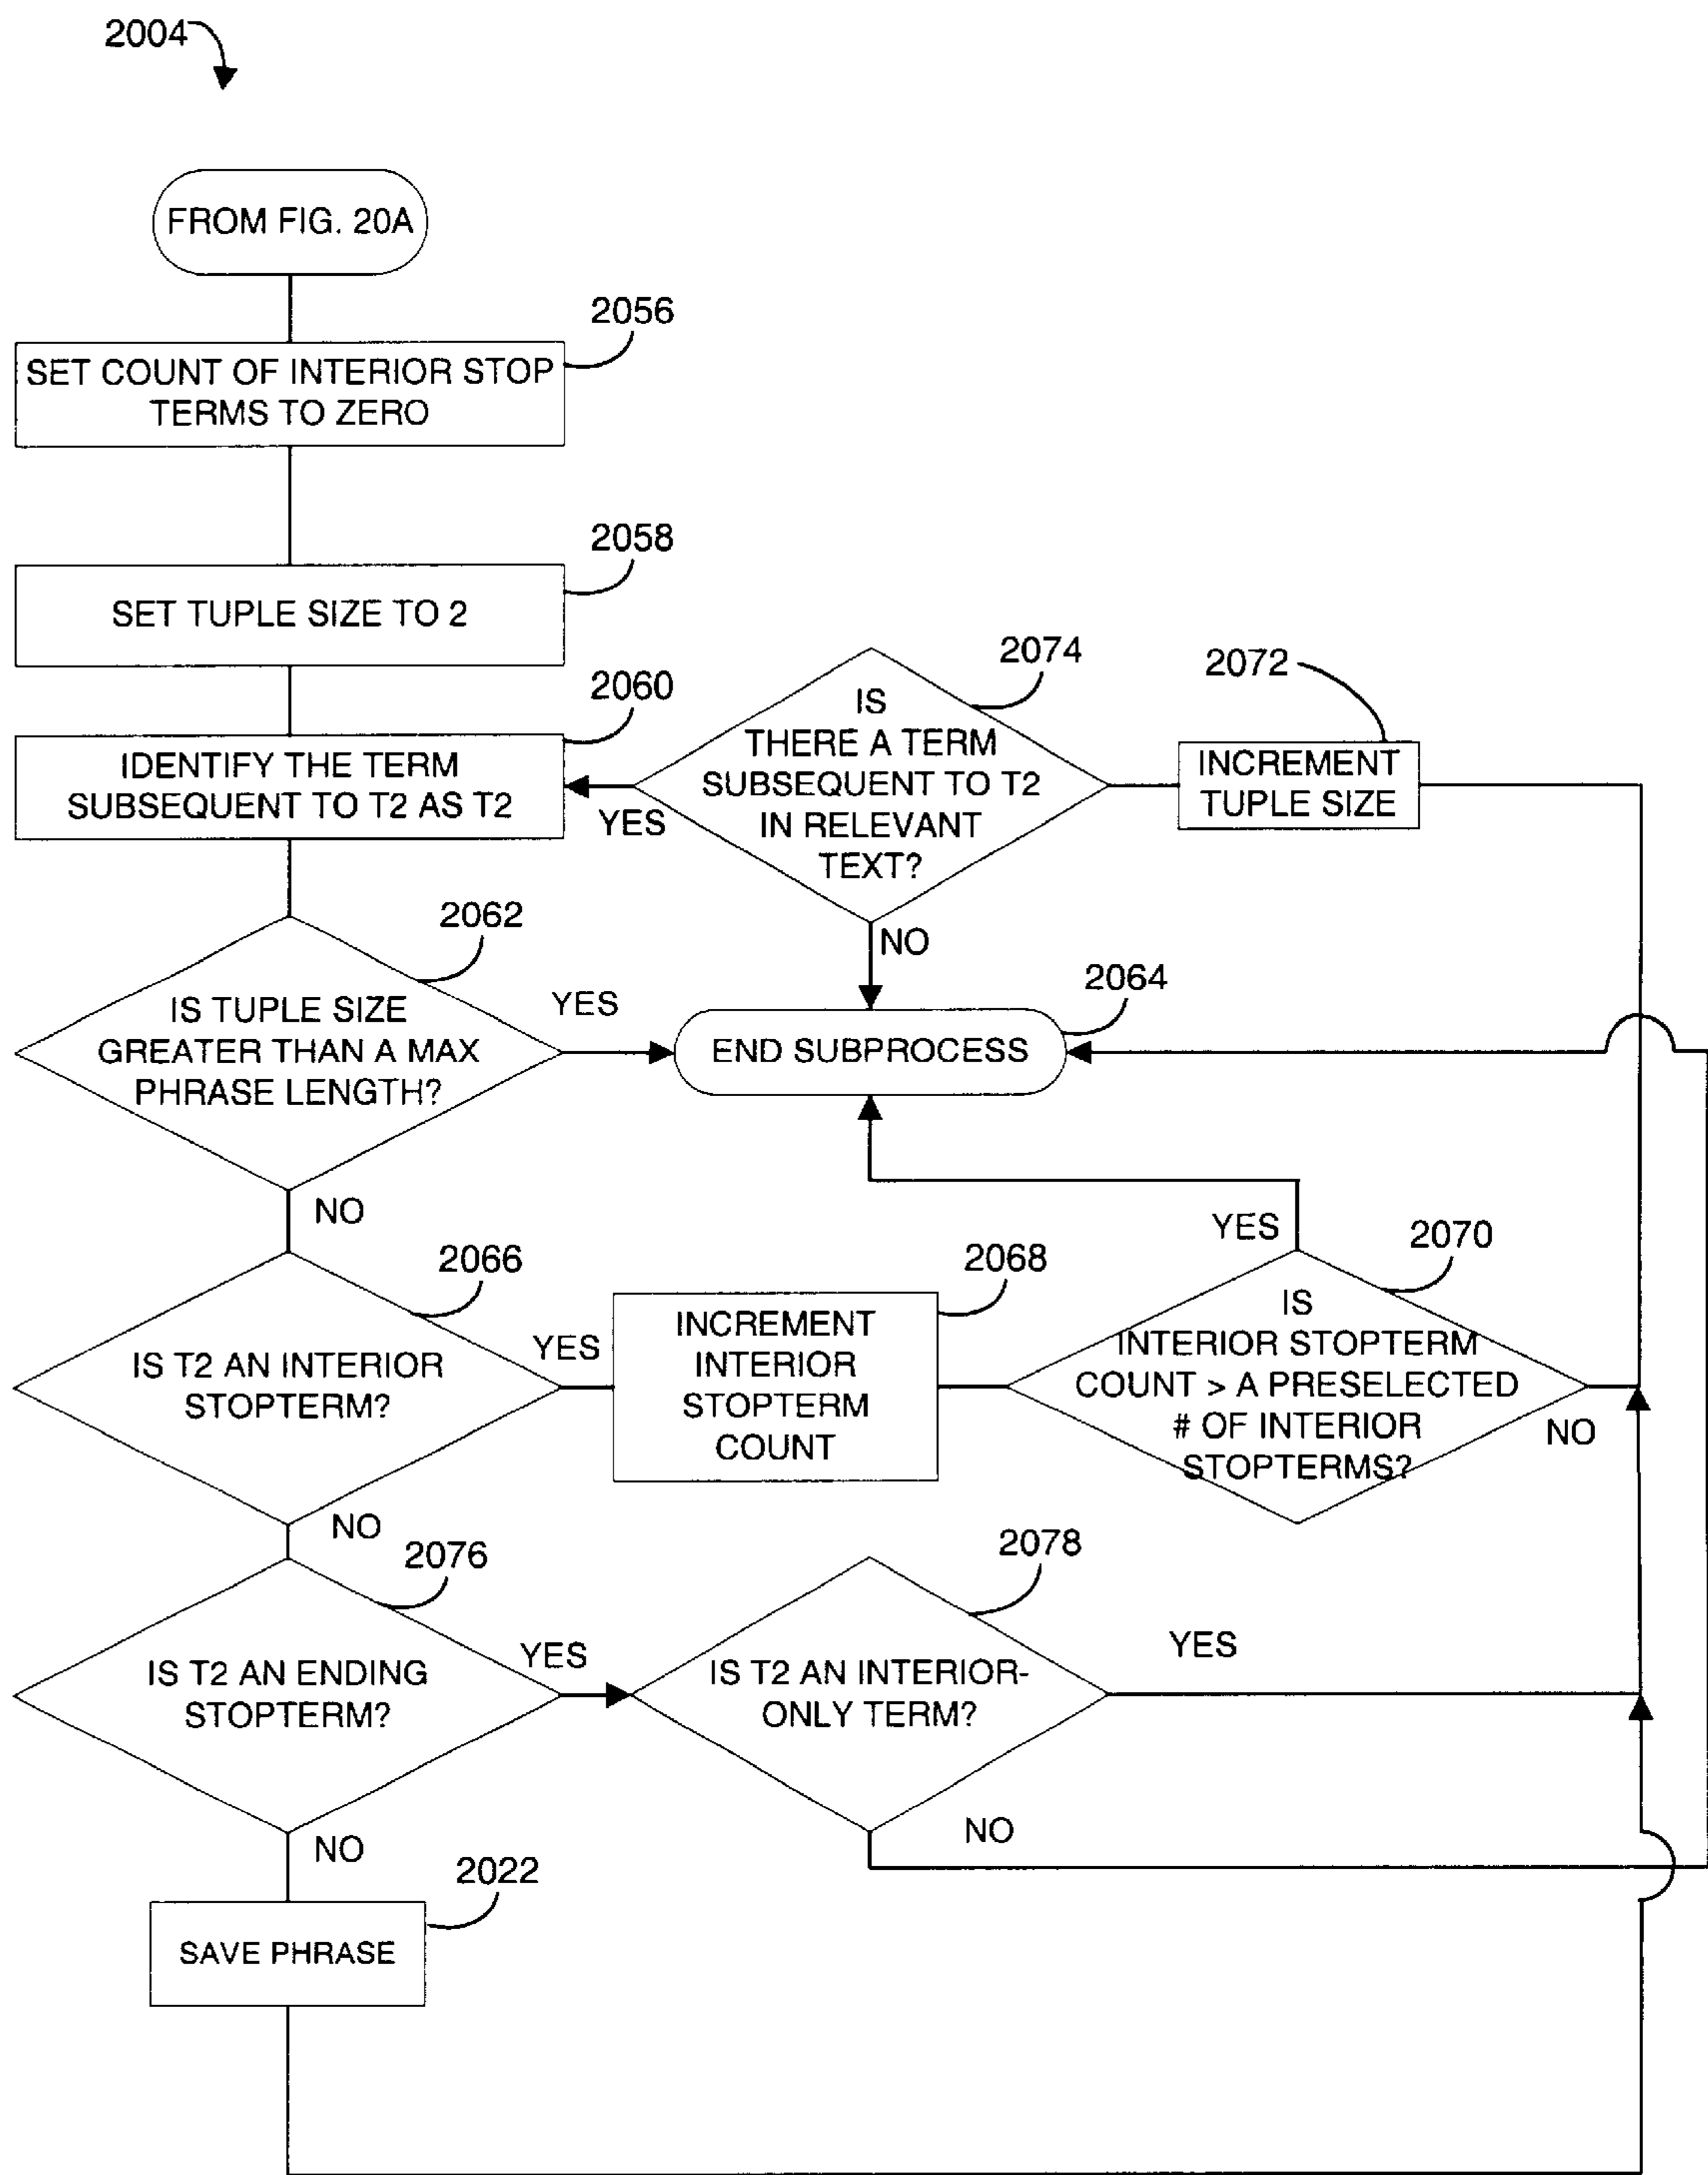 2004
FROM FIG. 20A
2056
SET COUNT OF INTERIOR STOP
TERMS TO ZERO
2058
SET TUPLE SIZE TO 2
2060
IDENTIFY THE TERM
SUBSEQUENT TO T2 AS T2
2074
IS
THERE A TERM
SUBSEQUENT TO T2
IN RELEVANT
TEXT?
YES
NO
2072
INCREMENT
TUPLE SIZE
2062
IS TUPLE SIZE
GREATER THAN A MAX
PHRASE LENGTH?
YES
NO
2064
END SUBPROCESS
2066
IS T2 AN INTERIOR
STOPTERM?
YES
NO
2068
INCREMENT
INTERIOR
STOPTERM
COUNT
2070
YES
IS
INTERIOR STOPTERM
COUNT > A PRESELECTED
# OF INTERIOR
STOPTERMS?
NO
2076
IS T2 AN ENDING
STOPTERM?
YES
NO
2078
IS T2 AN INTERIOR-
ONLY TERM?
YES
NO
2022
SAVE PHRASE